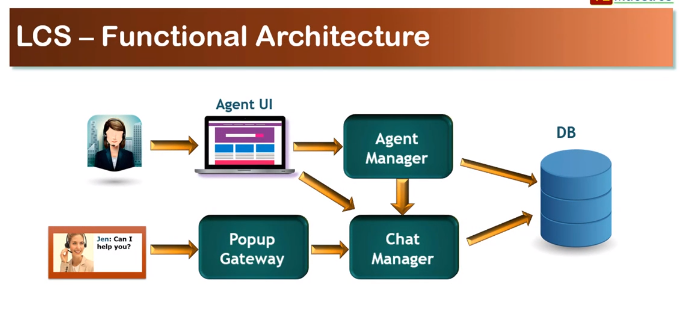 LCS – Functional Architecture
Agent UI
Agent
Manager
DB
Jen: Can I
help you?
Popup
Gateway
Chat
Manager